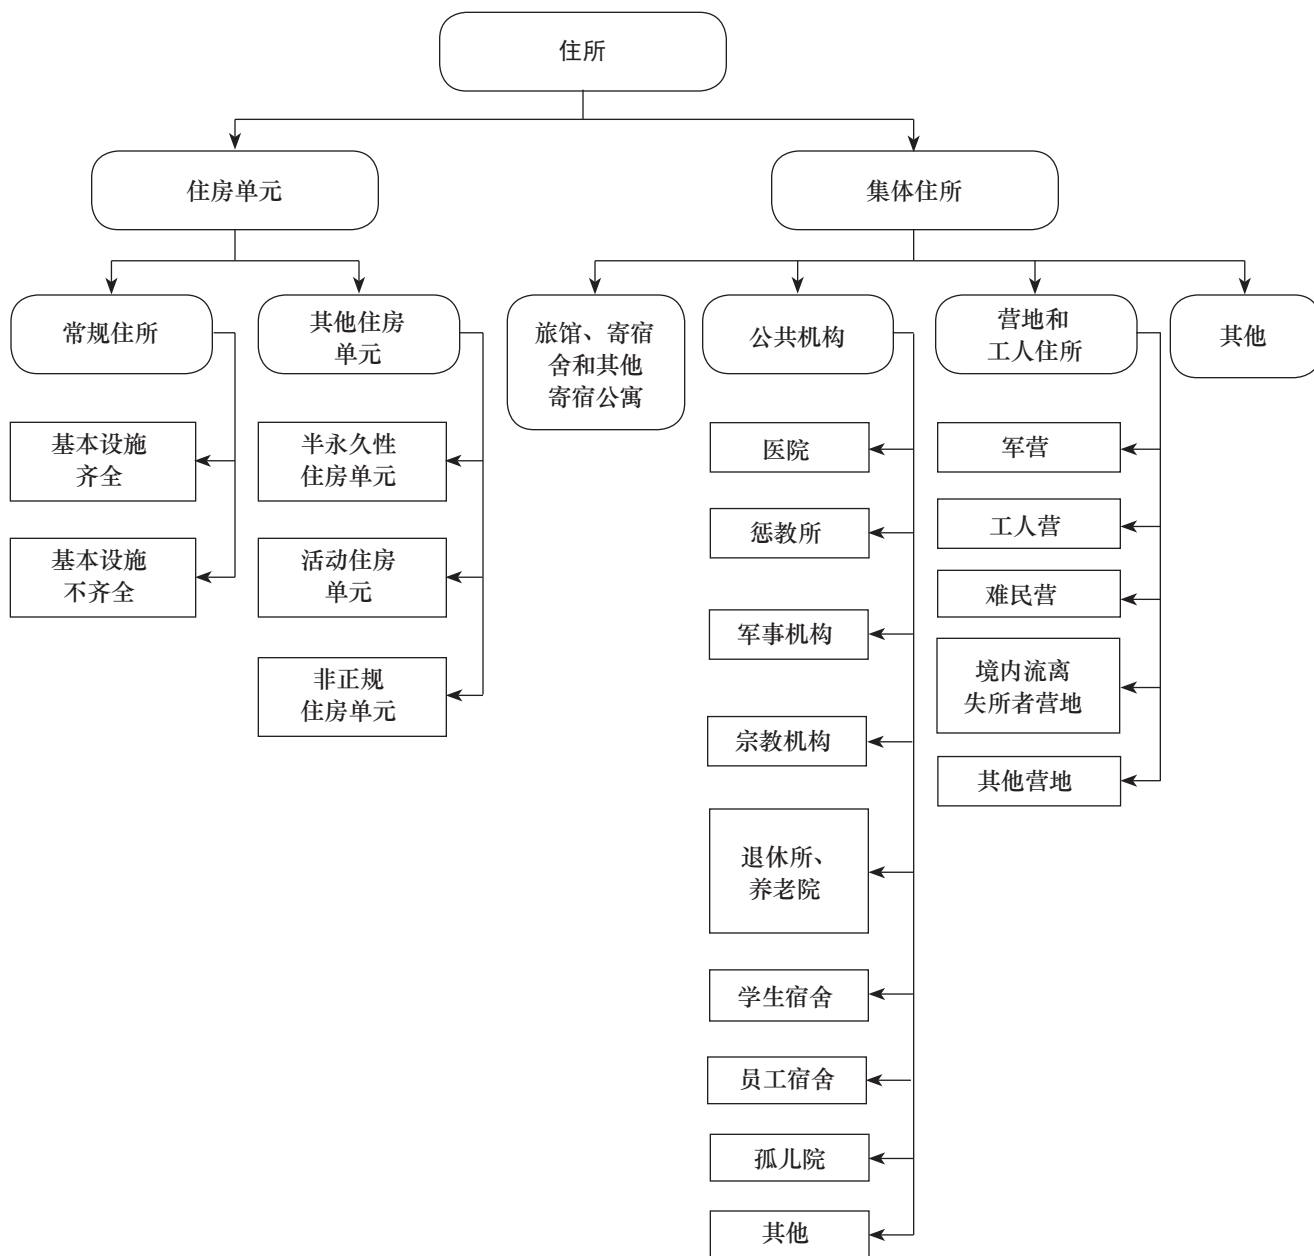 住所
住房单元
集体住所
常规住所
基本设施
齐全
基本设施
不齐全
其他住房
单元
半永久性
住房单元
活动住房
单元
非正规
住房单元
旅馆、寄宿
舍和其他
寄宿公寓
公共机构
医院
惩教所
军事机构
宗教机构
退休所、
养老院
学生宿舍
员工宿舍
孤儿院
其他
营地和
工人住所
军营
工人营
难民营
境内流离
失所者营地
其他营地
其他